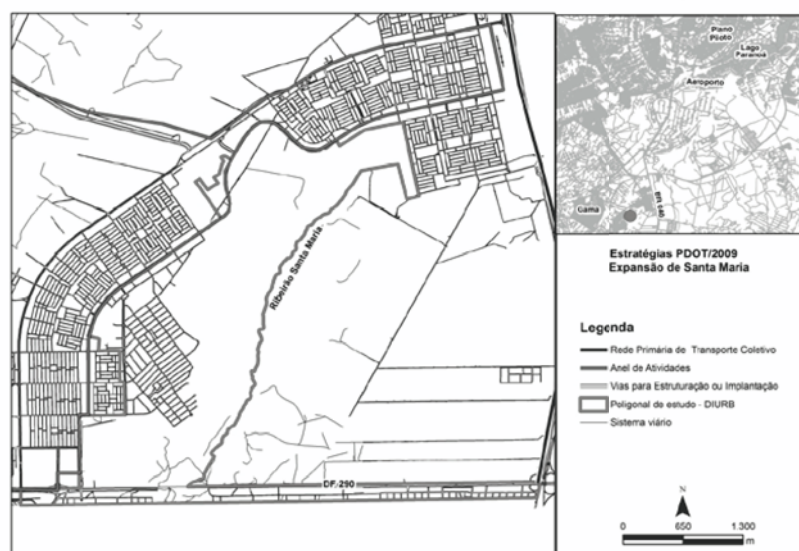 Ribeirão Santa Maria
DF-290
Plano
Piloto
Lago
Paranoá
Aeroporto
Gama
BR 040
Estratégias PDOT/2009
Expansão de Santa Maria
Legenda
Rede Primária de Transporte Coletivo
Anel de Atividades
Vias para Estruturação ou Implantação
Poligonal de estudo - DIURB
Sistema viário
N
0 650 1.300
m